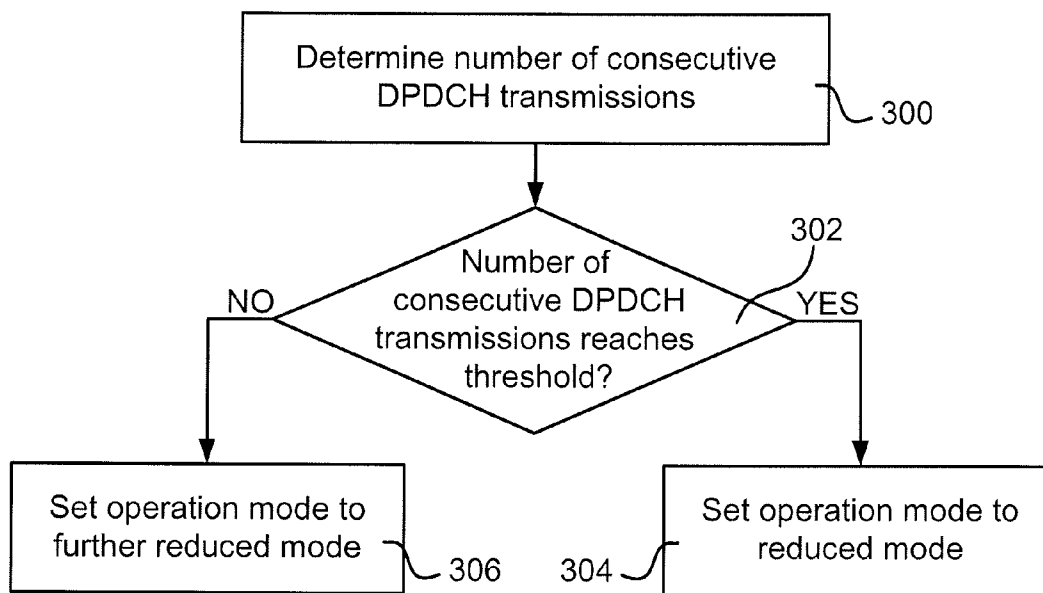 Determine number of consecutive
DPDCH transmissions
300
302
Number of
consecutive DPDCH
transmissions reaches
threshold?
NO
YES
Set operation mode to
further reduced mode
306
304
Set operation mode to
reduced mode